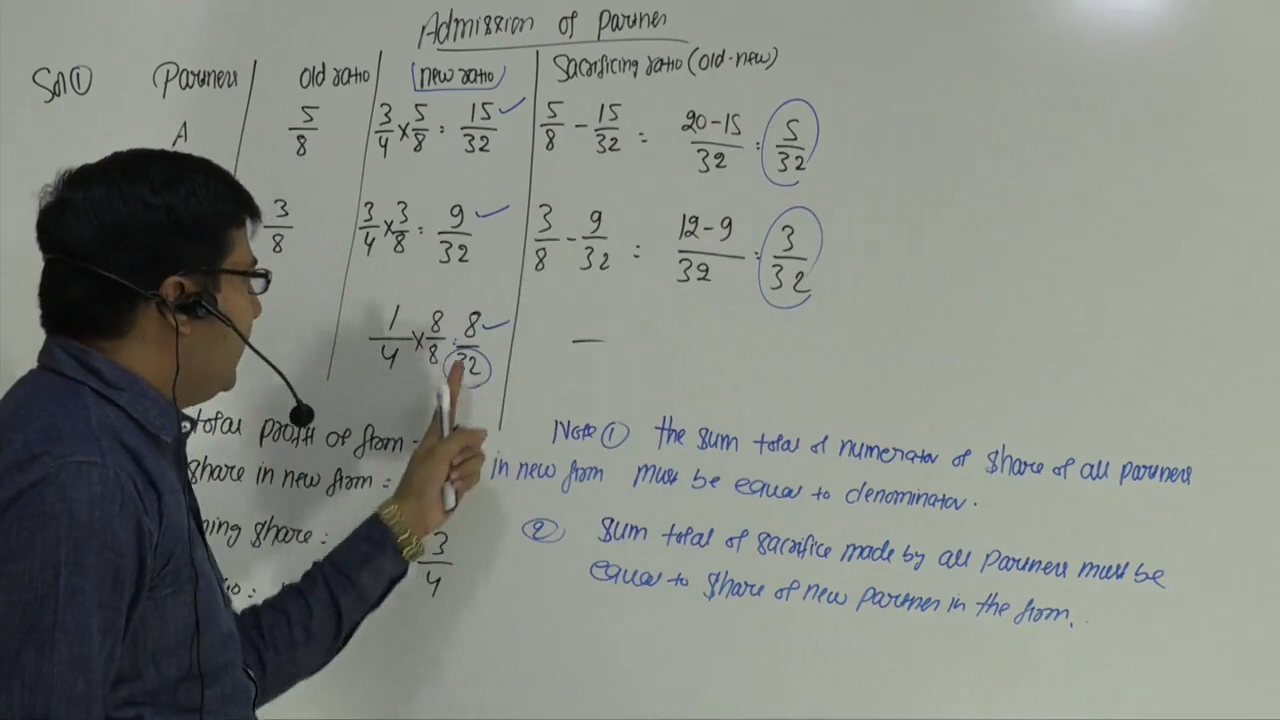 Admission of Partner
Sol ① Partners old ratio new ratio Sacrificing ratio (old-new)
A 5/8 3/4 × 5/8 = 15/32 ✓ 5/8 - 15/32 = 20-15/32 = 5/32
3/8 3/4 × 3/8 = 9/32 ✓ 3/8 - 9/32 = 12-9/32 = 3/32
1/4 × 8/8 = 8/32 ✓ —
total profit of firm -
share in new firm =
ning share =
3/4
Note ① the sum total of numerator of share of all partners
in new firm must be equal to denominator.
② Sum total of sacrifice made by all partners must be
equal to share of new partner in the firm.